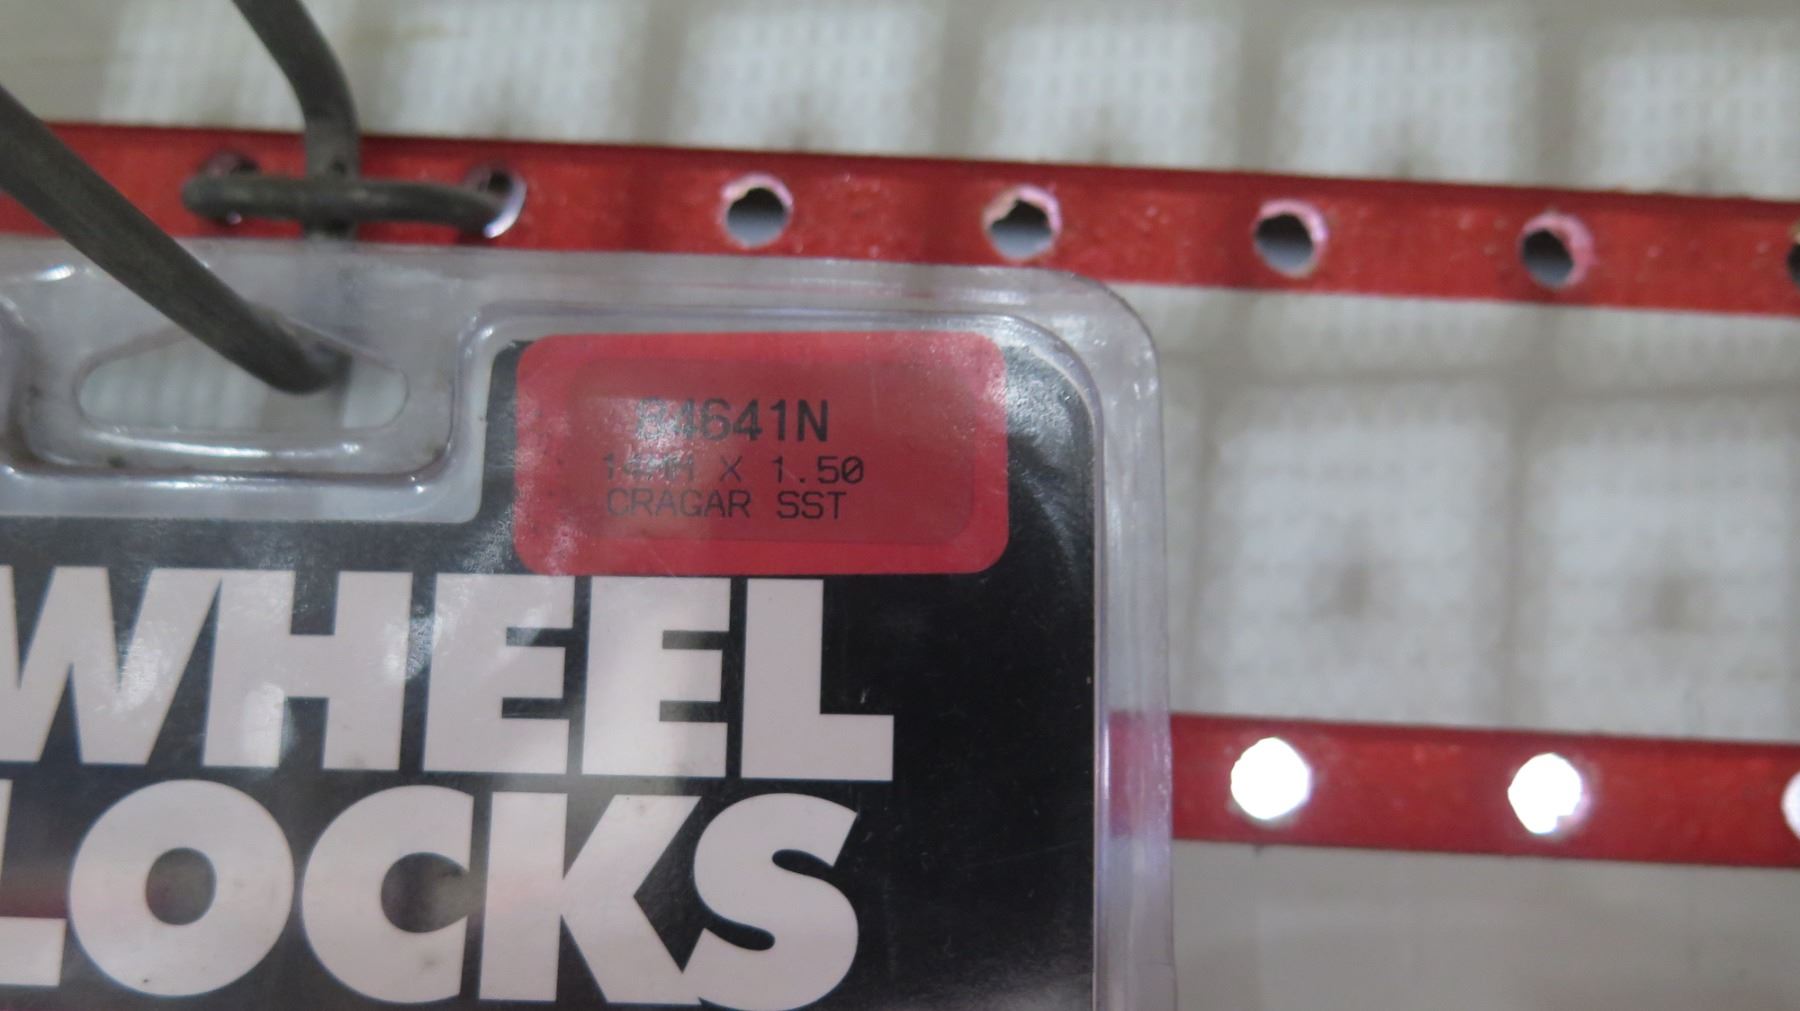 84641N
14MM X 1.50
CRAGAR SST
WHEEL
LOCKS